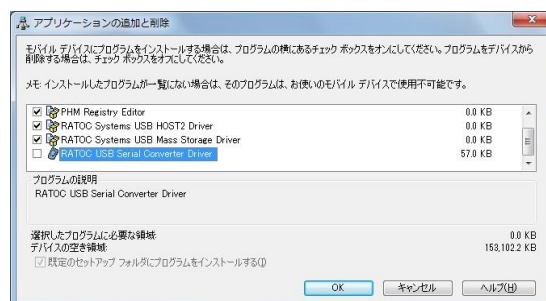 アプリケーションの追加と削除
モバイル デバイスにプログラムをインストールする場合は、プログラムの横にあるチェック ボックスをオンにしてください。プログラムをデバイスから
削除する場合は、チェック ボックスをオフにしてください。
メモ: インストールしたプログラムが一覧にない場合は、そのプログラムは、お使いのモバイル デバイスで使用不可能です。
PHM Registry Editor 0.0 KB
RATOC Systems USB HOST2 Driver 0.0 KB
RATOC Systems USB Mass Storage Driver 0.0 KB
RATOC USB Serial Converter Driver 57.0 KB
プログラムの説明
RATOC USB Serial Converter Driver
選択したプログラムに必要な領域: 0.0 KB
デバイスの空き領域: 153,102.2 KB
既定のセットアップ フォルダにプログラムをインストールする(I)
OK キャンセル ヘルプ(H)